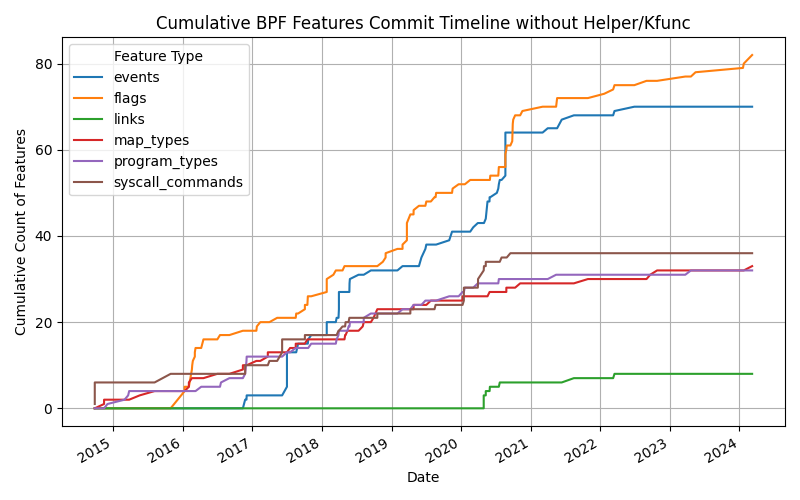 Cumulative BPF Features Commit Timeline without Helper/Kfunc
Feature Type
events
flags
links
map_types
program_types
syscall_commands
Cumulative Count of Features
80
60
40
20
0
2015
2016
2017
2018
2019
2020
2021
2022
2023
2024
Date